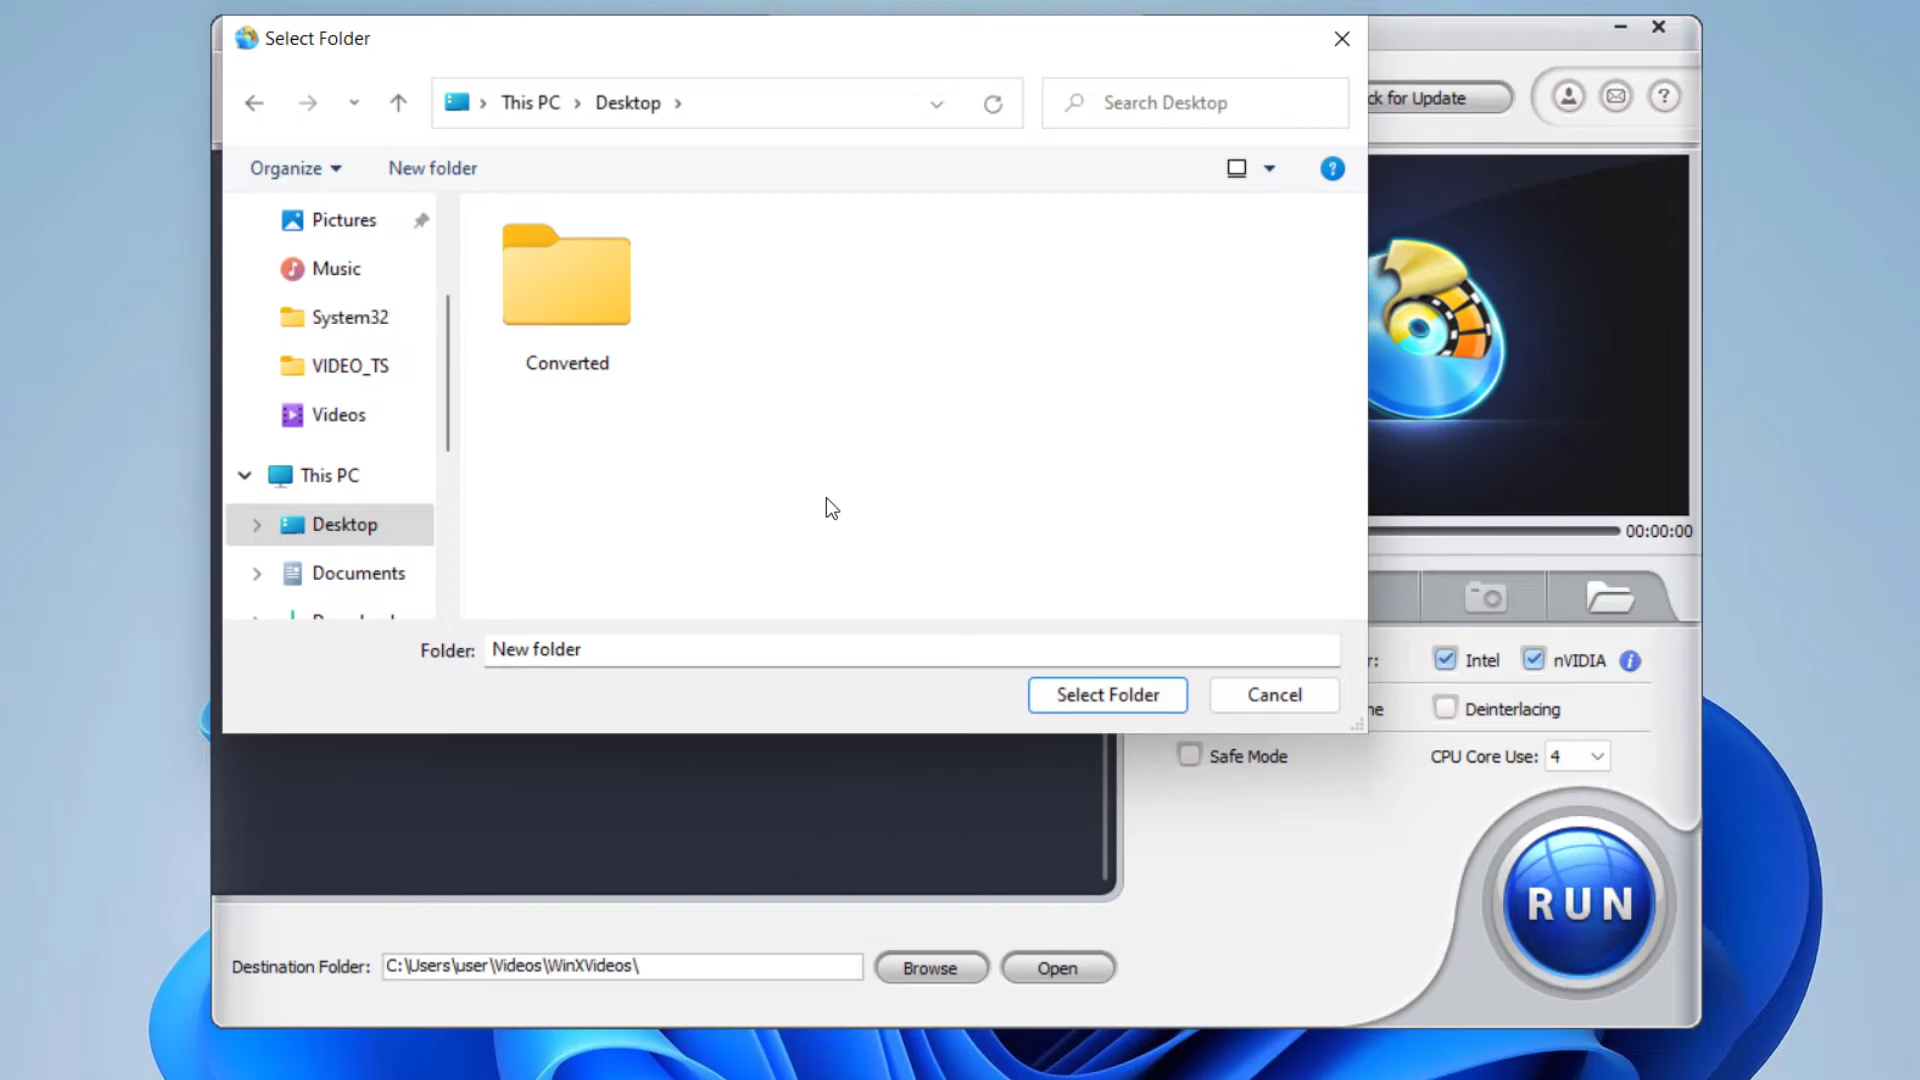 Select Folder
This PC
Desktop
Search Desktop
ck for Update
?
Organize
New folder
?
Pictures
Music
System32
VIDEO_TS
Videos
Converted
This PC
Desktop
Documents
00:00:00
Folder:
New folder
Select Folder
Cancel
r:
Intel
nVIDIA
i
ne
Deinterlacing
Safe Mode
CPU Core Use:
4
RUN
Destination Folder:
C:\Users\user\Videos\WinXVideos\
Browse
Open